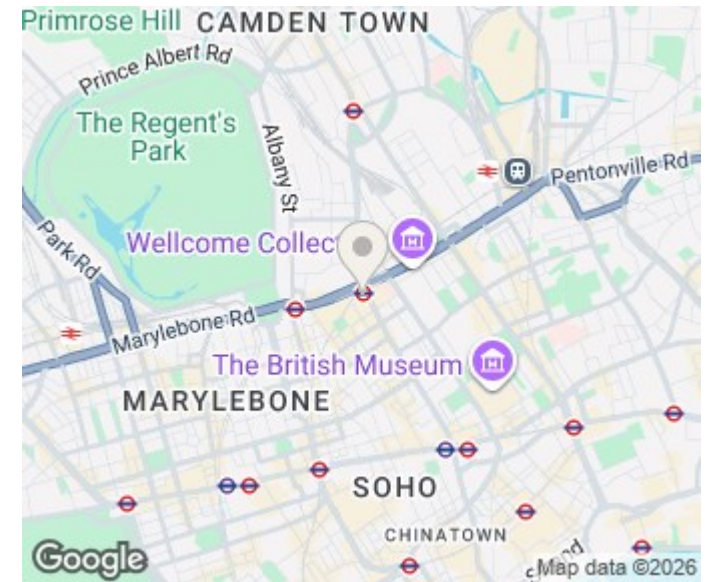 Primrose Hill
CAMDEN TOWN
Prince Albert Rd
The Regent's
Park
Albany St
Pentonville Rd
Wellcome Collect
Park Rd
Marylebone Rd
The British Museum
MARYLEBONE
SOHO
CHINATOWN
Google
Map data ©2026